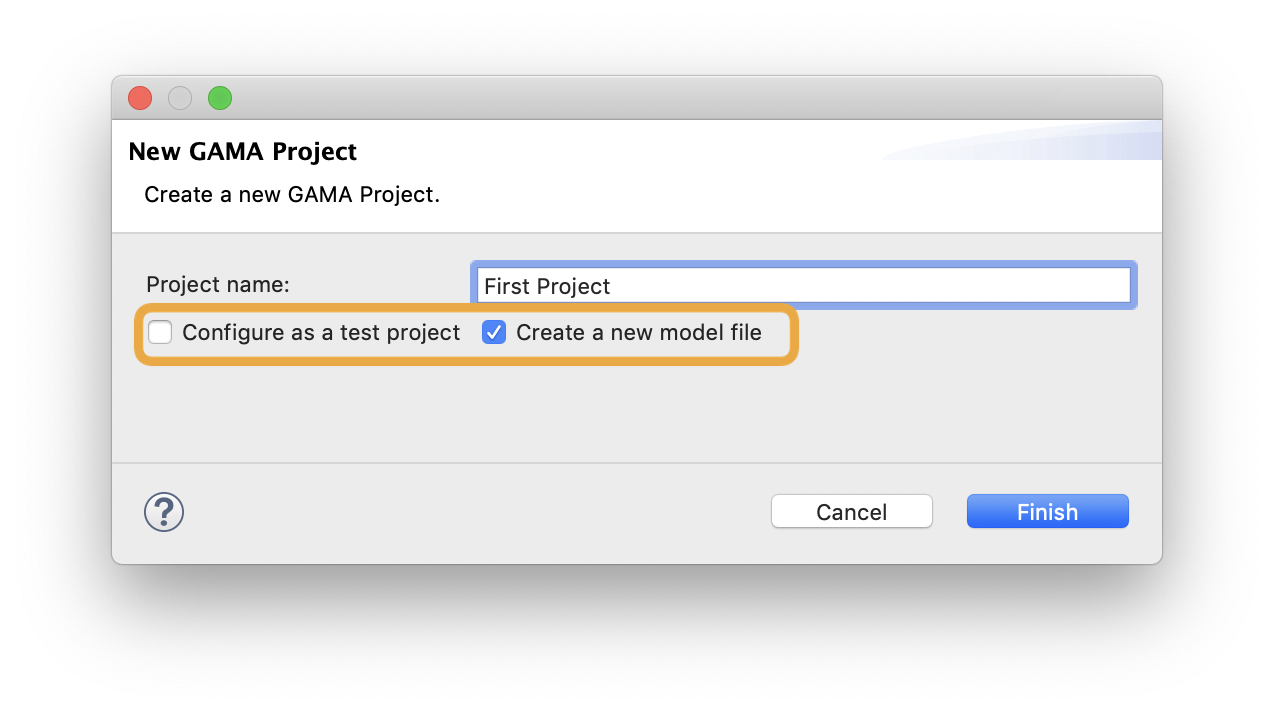 New GAMA Project
Create a new GAMA Project.
Project name: First Project
Configure as a test project Create a new model file
? Cancel Finish